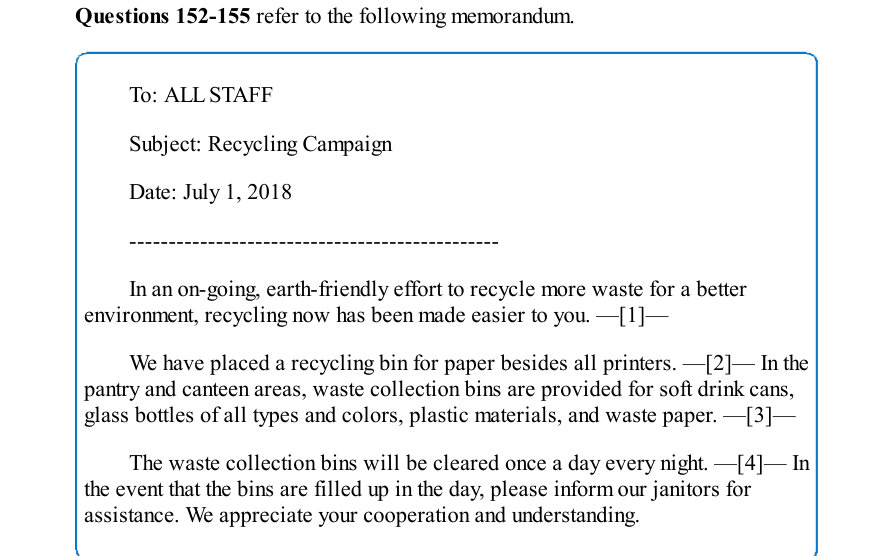 Questions 152-155 refer to the following memorandum.
To: ALL STAFF
Subject: Recycling Campaign
Date: July 1, 2018
-----------------------------------------------
In an on-going, earth-friendly effort to recycle more waste for a better
environment, recycling now has been made easier to you. —[1]—
We have placed a recycling bin for paper besides all printers. —[2]— In the
pantry and canteen areas, waste collection bins are provided for soft drink cans,
glass bottles of all types and colors, plastic materials, and waste paper. —[3]—
The waste collection bins will be cleared once a day every night. —[4]— In
the event that the bins are filled up in the day, please inform our janitors for
assistance. We appreciate your cooperation and understanding.